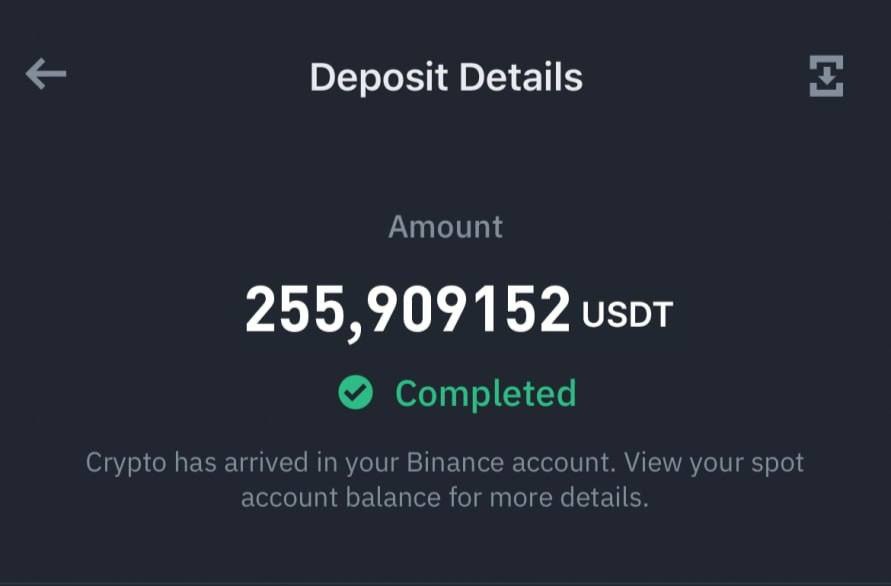 Deposit Details
Amount
255,909152 USDT
Completed
Crypto has arrived in your Binance account. View your spot
account balance for more details.